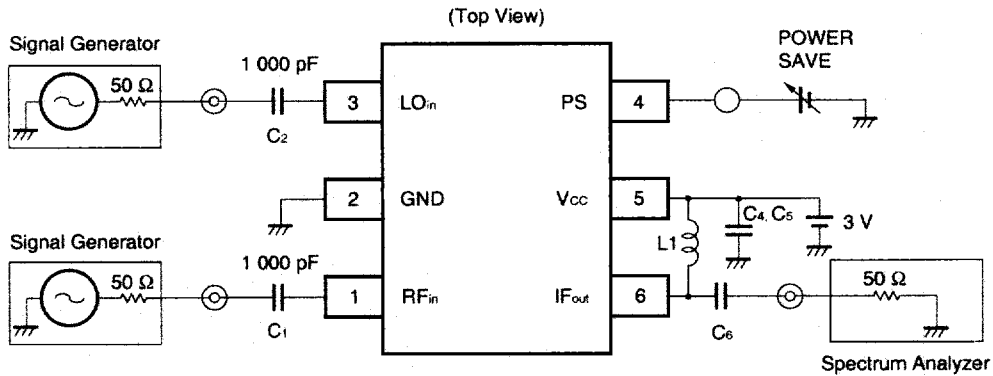 (Top View)
Signal Generator
50 Ω
1 000 pF
C2
3
LOin
PS
4
POWER
SAVE
2
GND
Vcc
5
L1
C4, C5
3 V
Signal Generator
50 Ω
1 000 pF
C1
1
RFin
IFout
6
C6
50 Ω
Spectrum Analyzer